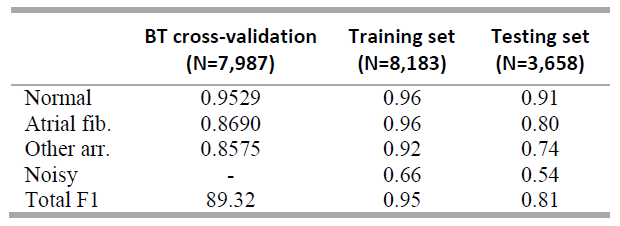 BT cross-validation Training set Testing set
(N=7,987) (N=8,183) (N=3,658)
Normal 0.9529 0.96 0.91
Atrial fib. 0.8690 0.96 0.80
Other arr. 0.8575 0.92 0.74
Noisy - 0.66 0.54
Total F1 89.32 0.95 0.81